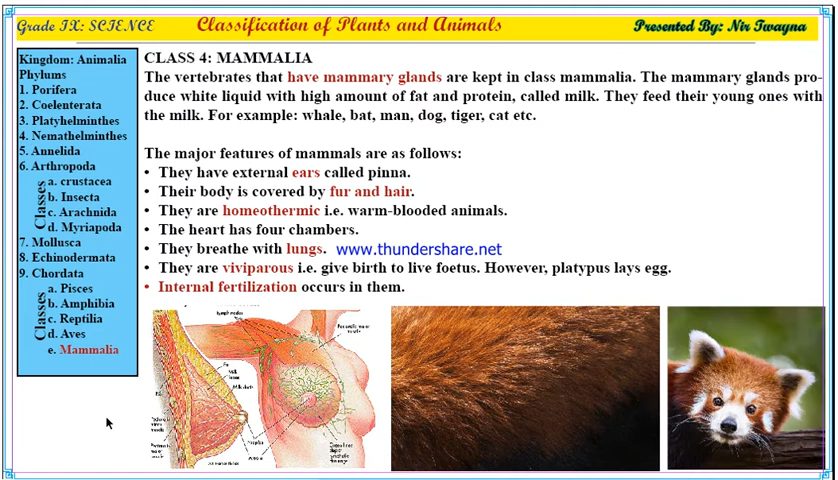 Grade IX: SCIENCE
Classification of Plants and Animals
Presented By: Nir Twayna
Kingdom: Animalia
Phylums
1. Porifera
2. Coelenterata
3. Platyhelminthes
4. Nemathelminthes
5. Annelida
6. Arthropoda
Classes
a. crustacea
b. Insecta
c. Arachnida
d. Myriapoda
7. Mollusca
8. Echinodermata
9. Chordata
Classes
a. Pisces
b. Amphibia
c. Reptilia
d. Aves
e. Mammalia
CLASS 4: MAMMALIA
The vertebrates that have mammary glands are kept in class mammalia. The mammary glands pro-
duce white liquid with high amount of fat and protein, called milk. They feed their young ones with
the milk. For example: whale, bat, man, dog, tiger, cat etc.
The major features of mammals are as follows:
• They have external ears called pinna.
• Their body is covered by fur and hair.
• They are homeothermic i.e. warm-blooded animals.
• The heart has four chambers.
• They breathe with lungs. www.thundershare.net
• They are viviparous i.e. give birth to live foetus. However, platypus lays egg.
• Internal fertilization occurs in them.
Lymph nodes
Milk ducts
Nipple
Areola